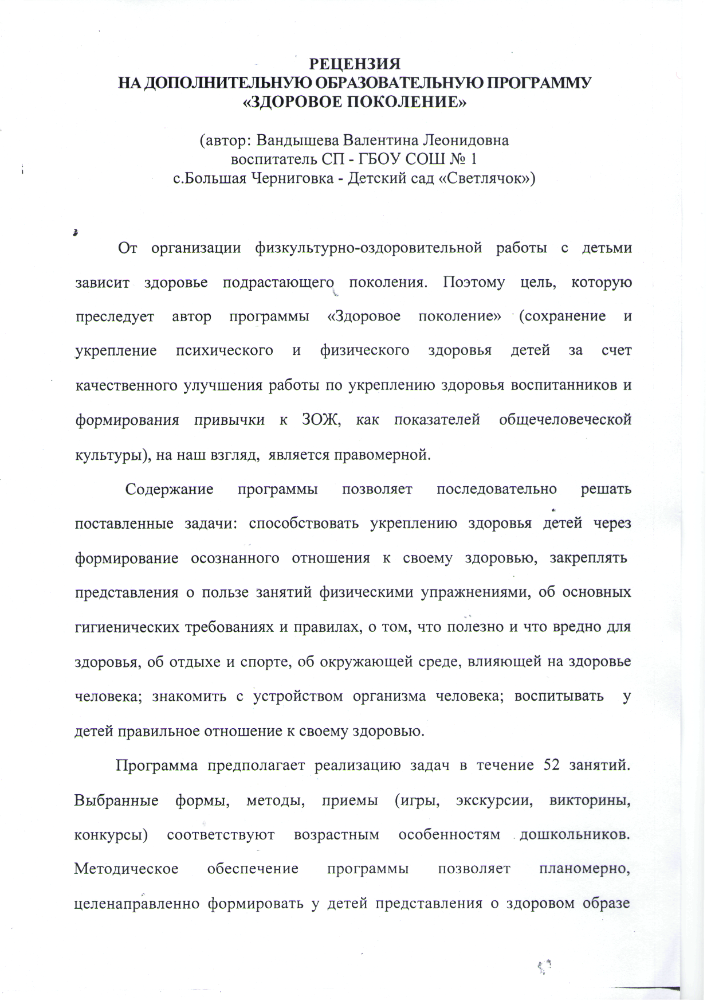 РЕЦЕНЗИЯ
НА ДОПОЛНИТЕЛЬНУЮ ОБРАЗОВАТЕЛЬНУЮ ПРОГРАММУ
«ЗДОРОВОЕ ПОКОЛЕНИЕ»
(автор: Вандышева Валентина Леонидовна
воспитатель СП - ГБОУ СОШ № 1
с.Большая Черниговка - Детский сад «Светлячок»)
От организации физкультурно-оздоровительной работы с детьми
зависит здоровье подрастающего поколения. Поэтому цель, которую
преследует автор программы «Здоровое поколение» (сохранение и
укрепление психического и физического здоровья детей за счет
качественного улучшения работы по укреплению здоровья воспитанников и
формирования привычки к ЗОЖ, как показателей общечеловеческой
культуры), на наш взгляд, является правомерной.
Содержание программы позволяет последовательно решать
поставленные задачи: способствовать укреплению здоровья детей через
формирование осознанного отношения к своему здоровью, закреплять
представления о пользе занятий физическими упражнениями, об основных
гигиенических требованиях и правилах, о том, что полезно и что вредно для
здоровья, об отдыхе и спорте, об окружающей среде, влияющей на здоровье
человека; знакомить с устройством организма человека; воспитывать у
детей правильное отношение к своему здоровью.
Программа предполагает реализацию задач в течение 52 занятий.
Выбранные формы, методы, приемы (игры, экскурсии, викторины,
конкурсы) соответствуют возрастным особенностям дошкольников.
Методическое обеспечение программы позволяет планомерно,
целенаправленно формировать у детей представления о здоровом образе